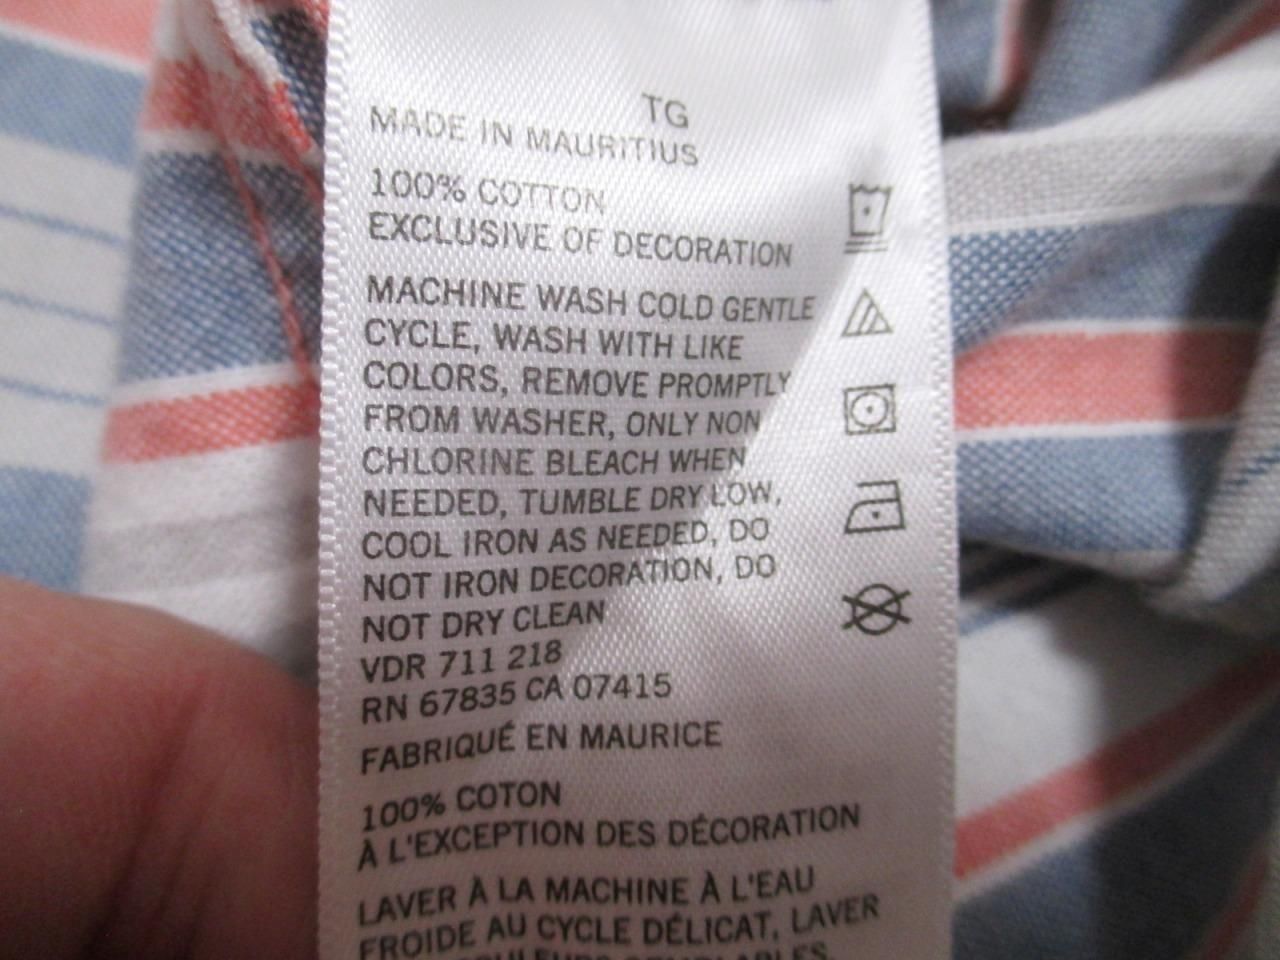 TG
MADE IN MAURITIUS
100% COTTON
EXCLUSIVE OF DECORATION
MACHINE WASH COLD GENTLE
CYCLE, WASH WITH LIKE
COLORS, REMOVE PROMPTLY
FROM WASHER, ONLY NON
CHLORINE BLEACH WHEN
NEEDED, TUMBLE DRY LOW,
COOL IRON AS NEEDED, DO
NOT IRON DECORATION, DO
NOT DRY CLEAN
VDR 711 218
RN 67835 CA 07415
FABRIQUÉ EN MAURICE
100% COTON
À L'EXCEPTION DES DÉCORATION
LAVER À LA MACHINE À L'EAU
FROIDE AU CYCLE DÉLICAT, LAVER